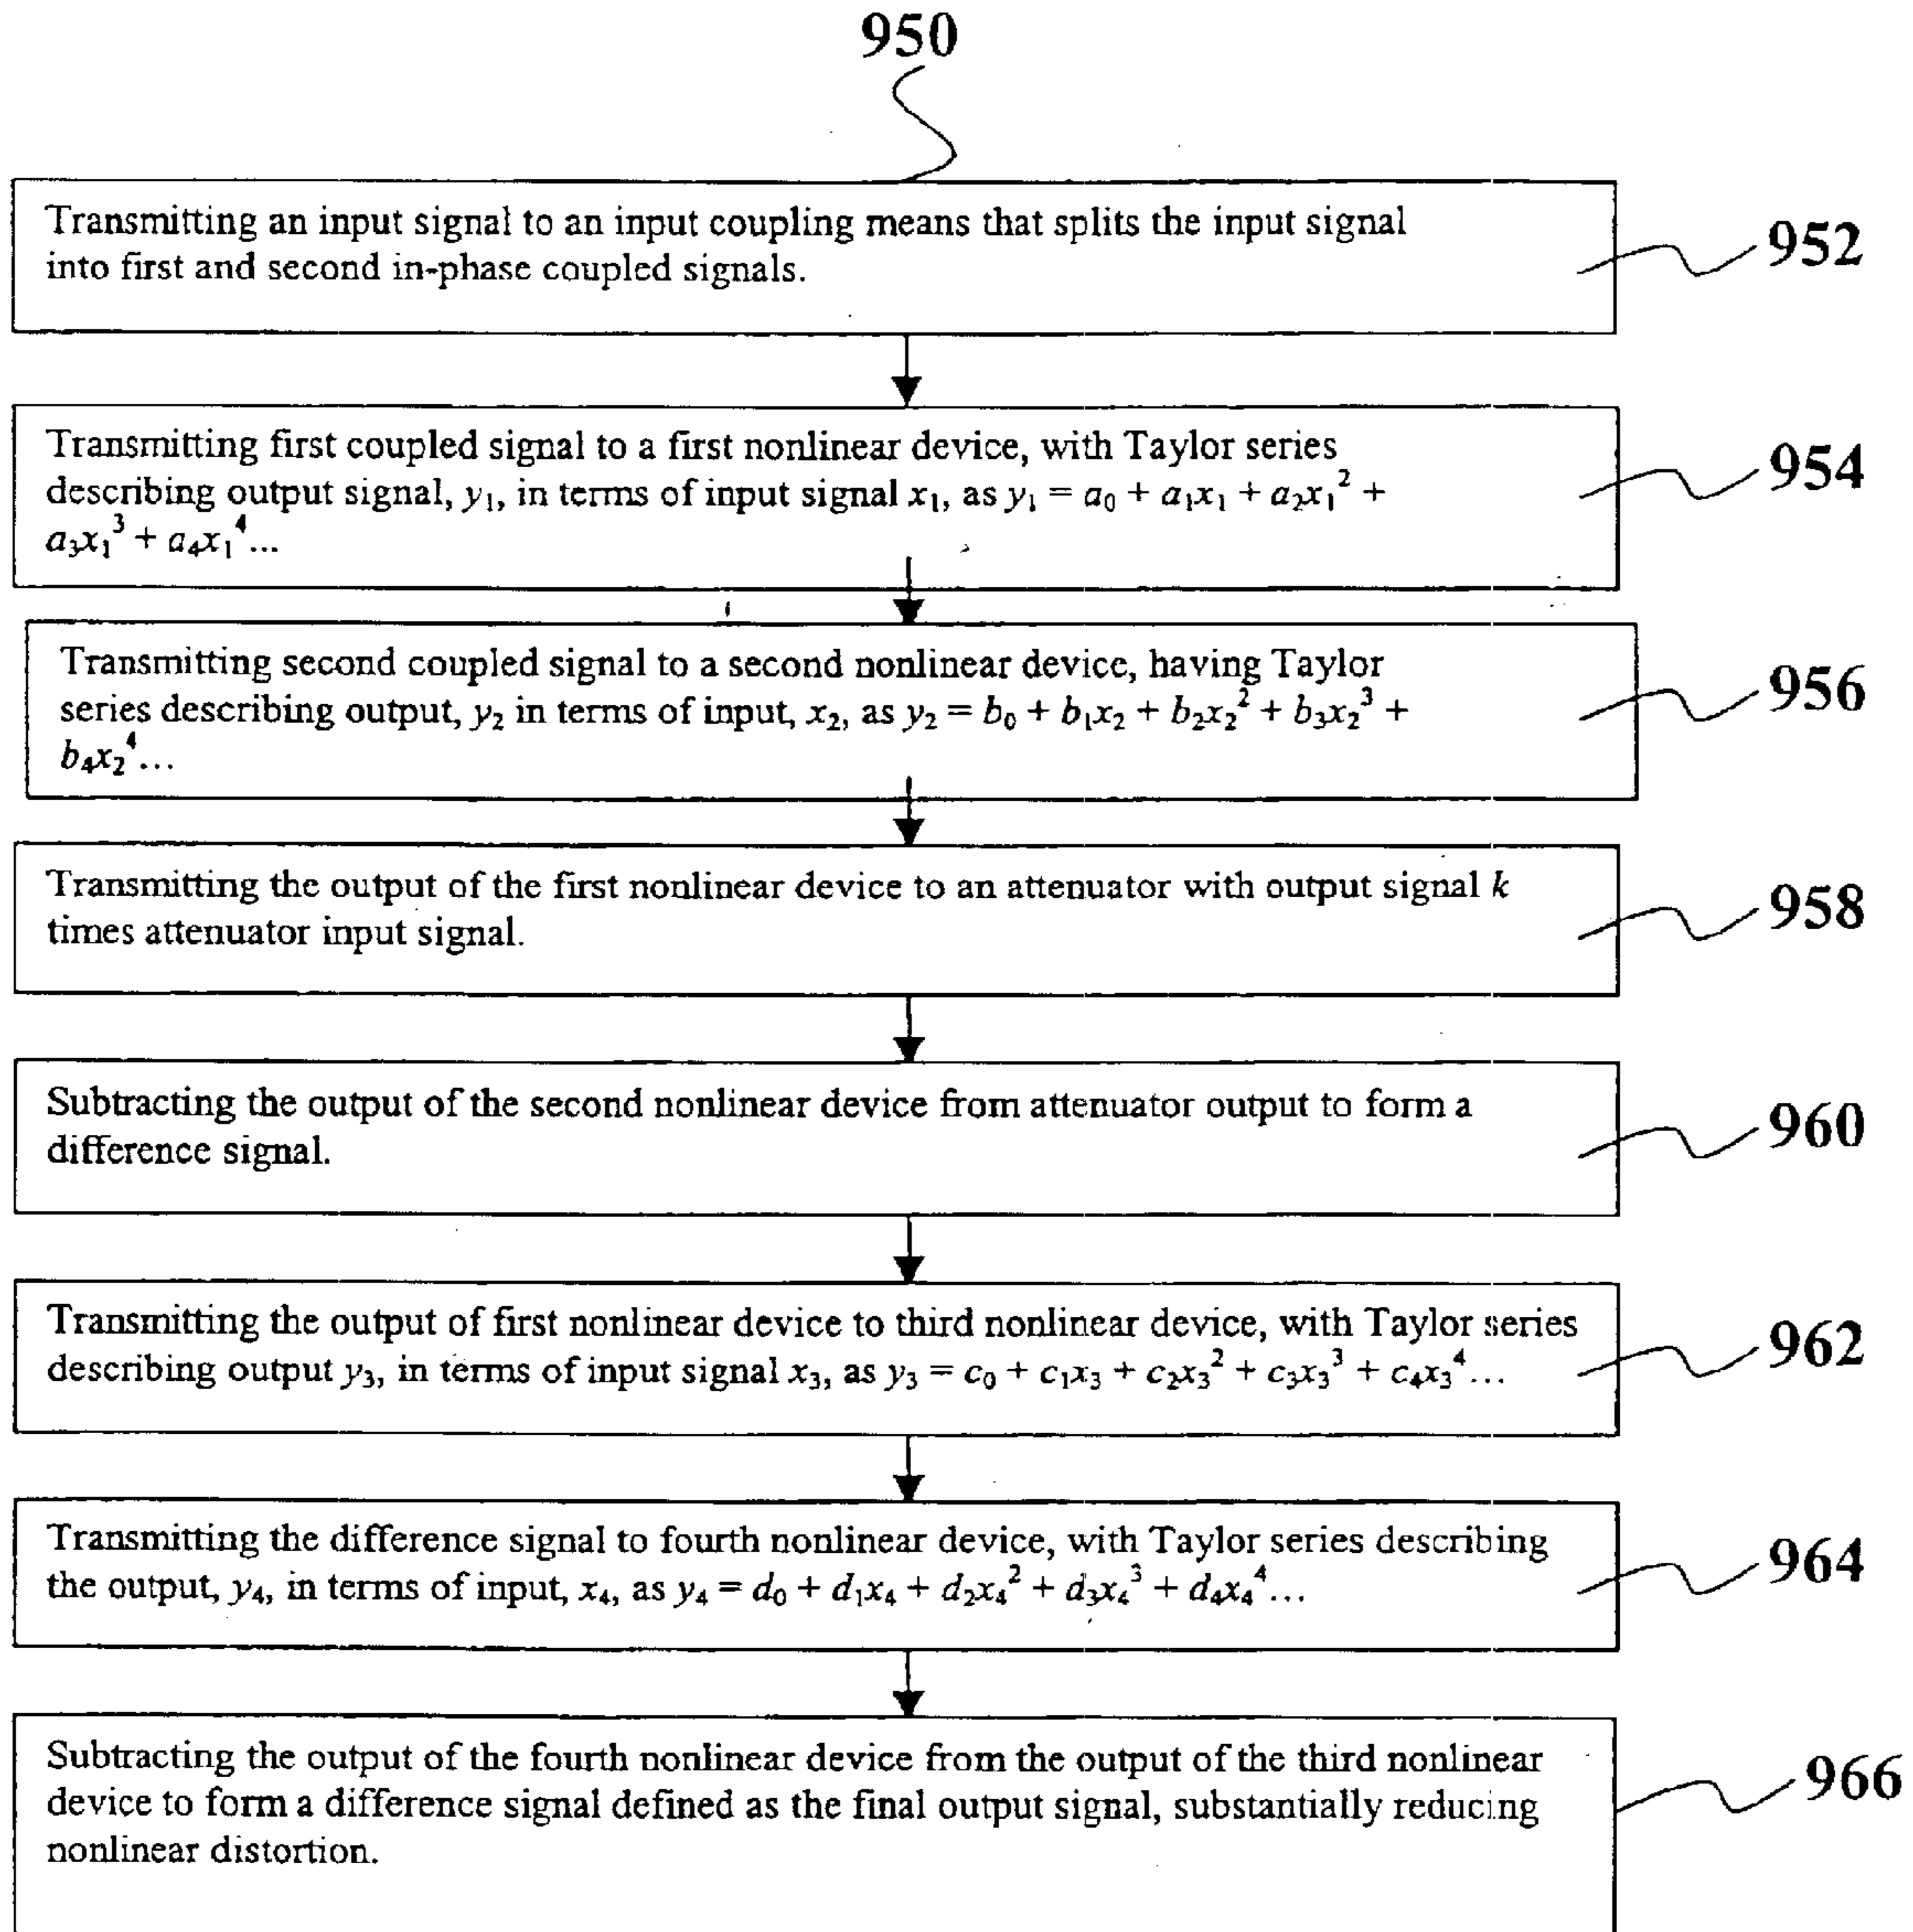 950
Transmitting an input signal to an input coupling means that splits the input signal
into first and second in-phase coupled signals.
952
Transmitting first coupled signal to a first nonlinear device, with Taylor series
describing output signal, y₁, in terms of input signal x₁, as y₁ = a₀ + a₁x₁ + a₂x₁² +
a₃x₁³ + a₄x₁⁴...
954
Transmitting second coupled signal to a second nonlinear device, having Taylor
series describing output, y₂ in terms of input, x₂, as y₂ = b₀ + b₁x₂ + b₂x₂² + b₃x₂³ +
b₄x₂⁴...
956
Transmitting the output of the first nonlinear device to an attenuator with output signal k
times attenuator input signal.
958
Subtracting the output of the second nonlinear device from attenuator output to form a
difference signal.
960
Transmitting the output of first nonlinear device to third nonlinear device, with Taylor series
describing output y₃, in terms of input signal x₃, as y₃ = c₀ + c₁x₃ + c₂x₃² + c₃x₃³ + c₄x₃⁴...
962
Transmitting the difference signal to fourth nonlinear device, with Taylor series describing
the output, y₄, in terms of input, x₄, as y₄ = d₀ + d₁x₄ + d₂x₄² + d₃x₄³ + d₄x₄⁴...
964
Subtracting the output of the fourth nonlinear device from the output of the third nonlinear
device to form a difference signal defined as the final output signal, substantially reducing
nonlinear distortion.
966